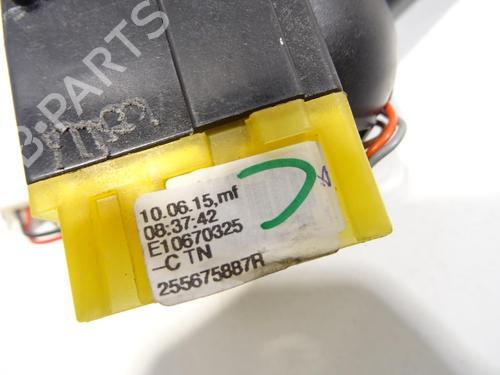 B-PARTS
10.06.15,mf
08:37:42
E10670325
-C TN
255675887R